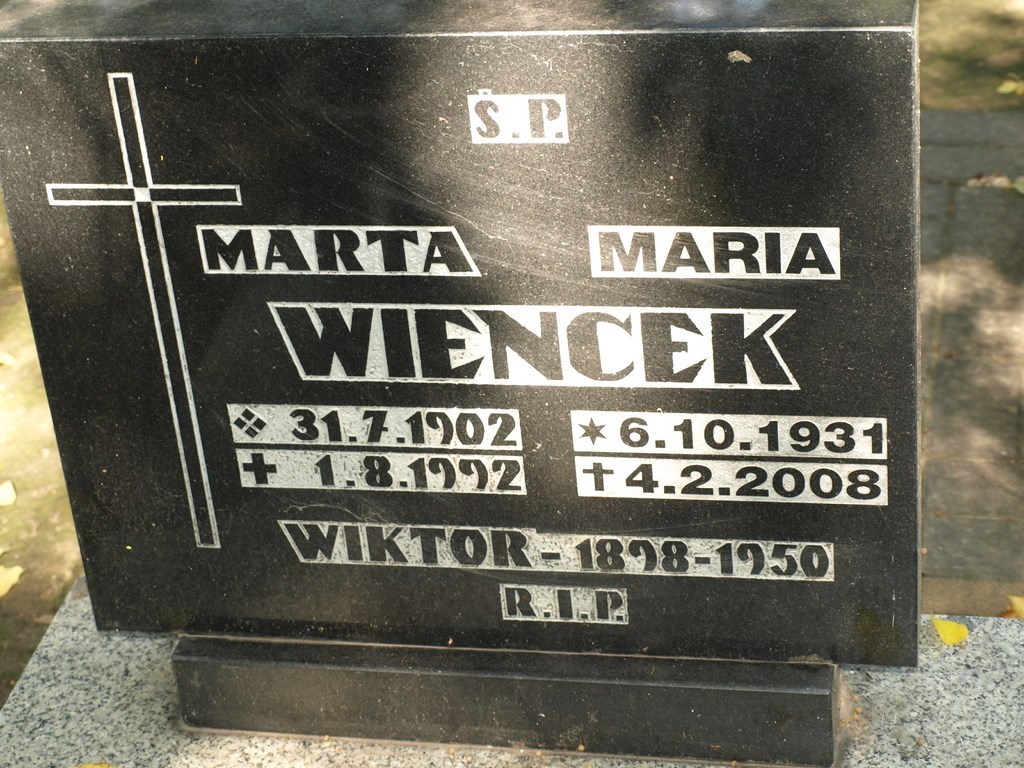 Ś.P.
MARTA MARIA
WIENCEK
31.7.1902 6.10.1931
1.8.1992 4.2.2008
WIKTOR - 1898-1950
R.I.P.